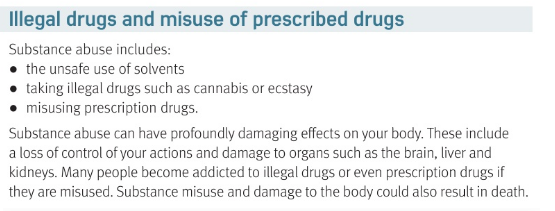 Illegal drugs and misuse of prescribed drugs
Substance abuse includes:
● the unsafe use of solvents
● taking illegal drugs such as cannabis or ecstasy
● misusing prescription drugs.
Substance abuse can have profoundly damaging effects on your body. These include
a loss of control of your actions and damage to organs such as the brain, liver and
kidneys. Many people become addicted to illegal drugs or even prescription drugs if
they are misused. Substance misuse and damage to the body could also result in death.